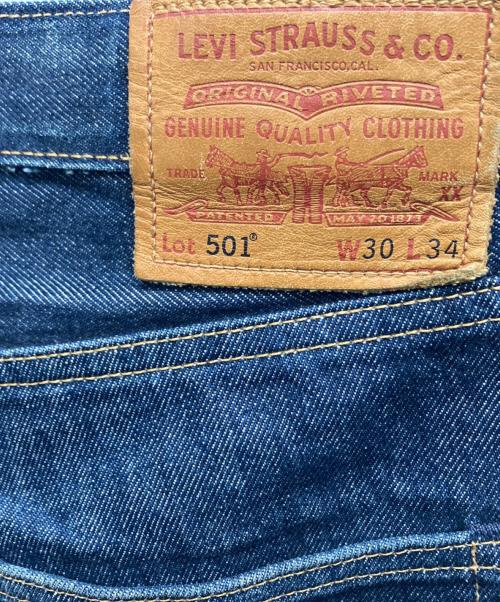 LEVI STRAUSS & CO.
SAN FRANCISCO, CAL.
ORIGINAL RIVETED
GENUINE QUALITY CLOTHING
TRADE MARK
XX
PATENTED MAY 20 1873
Lot 501® W30 L34